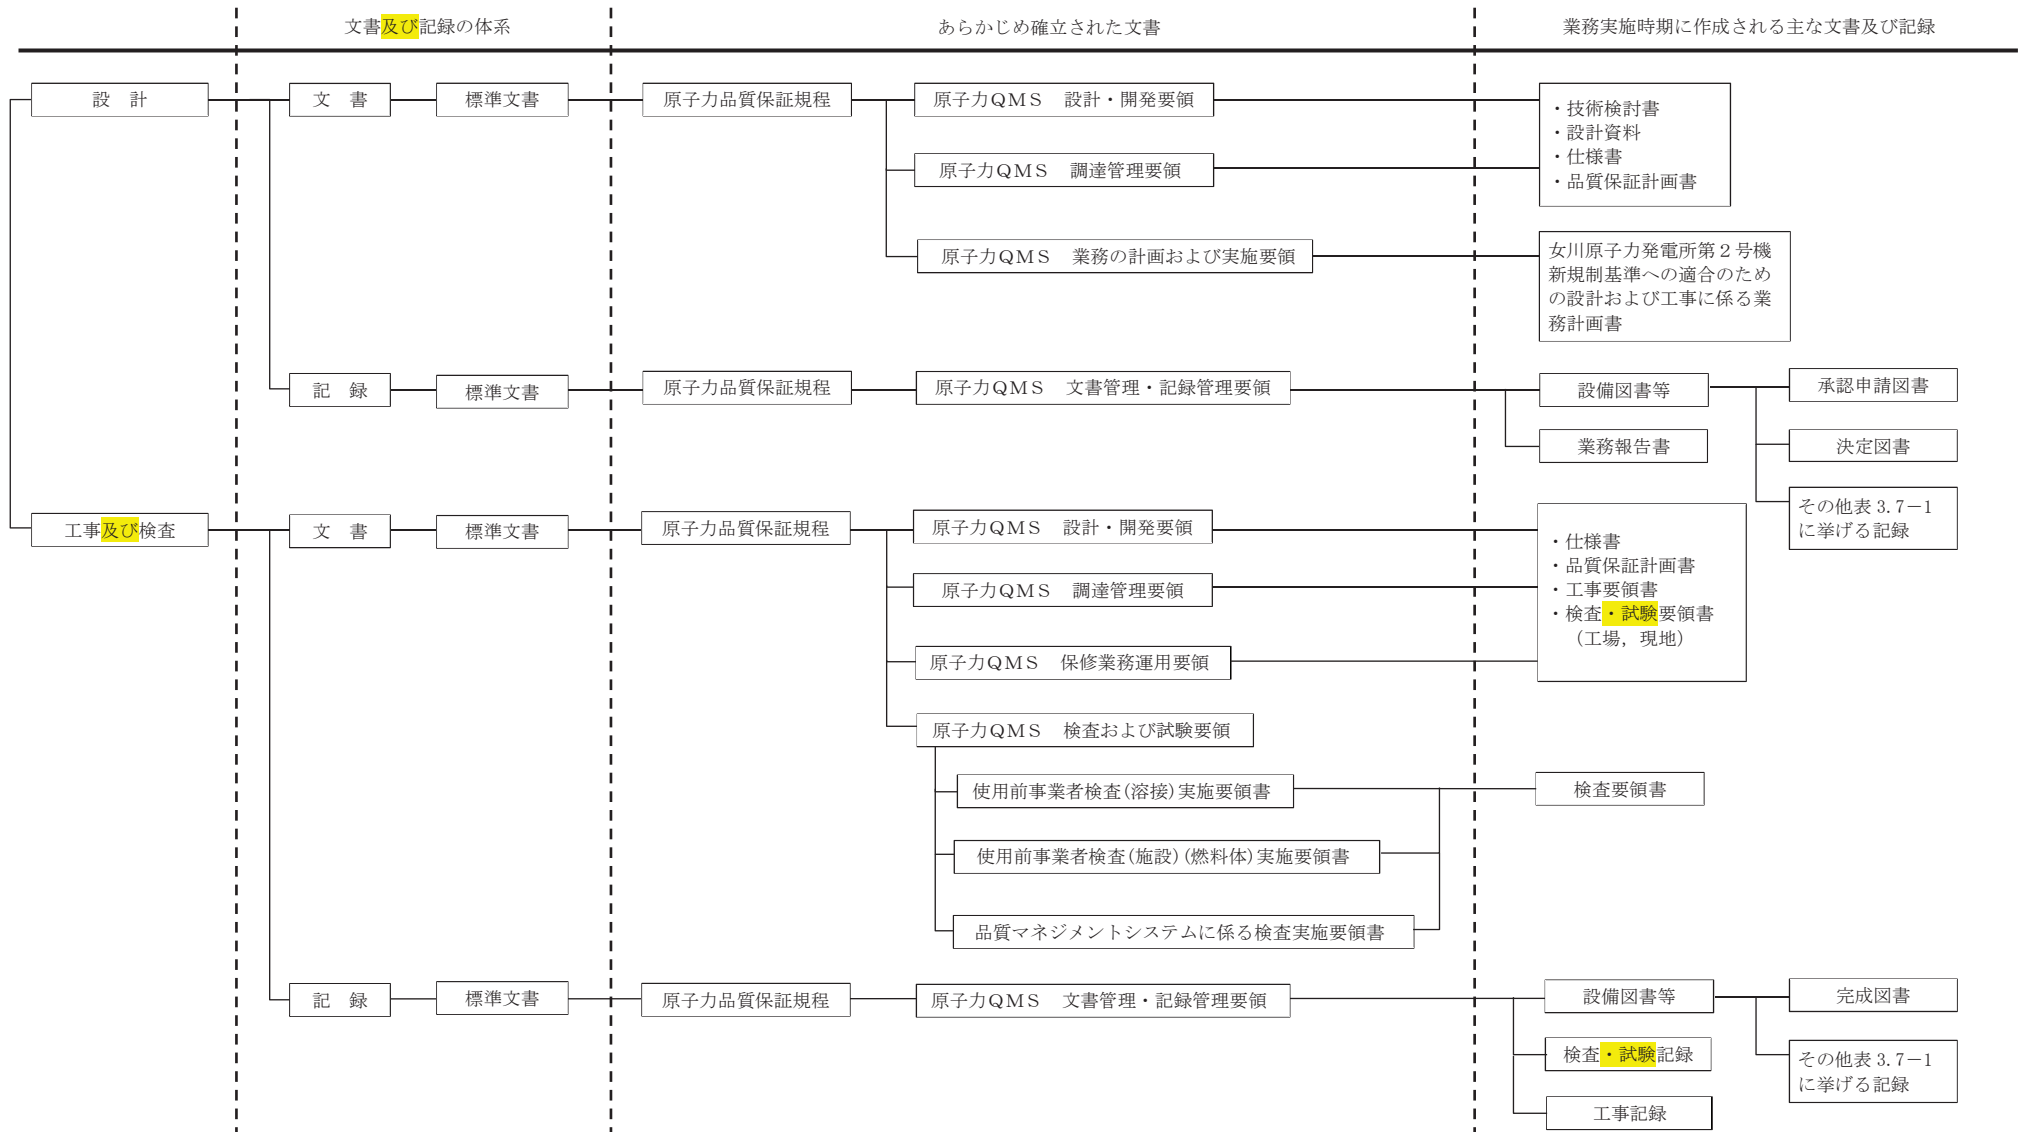 文書及び記録の体系
あらかじめ確立された文書
業務実施時期に作成される主な文書及び記録
設　計
文　書
標準文書
原子力品質保証規程
原子力ＱＭＳ　設計・開発要領
・技術検討書
・設計資料
・仕様書
・品質保証計画書
原子力ＱＭＳ　調達管理要領
原子力ＱＭＳ　業務の計画および実施要領
女川原子力発電所第２号機
新規制基準への適合のため
の設計および工事に係る業
務計画書
記　録
標準文書
原子力品質保証規程
原子力ＱＭＳ　文書管理・記録管理要領
設備図書等
承認申請図書
業務報告書
決定図書
その他表 3.7－1
に挙げる記録
工事及び検査
文　書
標準文書
原子力品質保証規程
原子力ＱＭＳ　設計・開発要領
・仕様書
・品質保証計画書
・工事要領書
・検査・試験要領書
（工場，現地）
原子力ＱＭＳ　調達管理要領
原子力ＱＭＳ　保修業務運用要領
原子力ＱＭＳ　検査および試験要領
使用前事業者検査(溶接)実施要領書
検査要領書
使用前事業者検査(施設)(燃料体)実施要領書
品質マネジメントシステムに係る検査実施要領書
記　録
標準文書
原子力品質保証規程
原子力ＱＭＳ　文書管理・記録管理要領
設備図書等
完成図書
検査・試験記録
その他表 3.7－1
に挙げる記録
工事記録